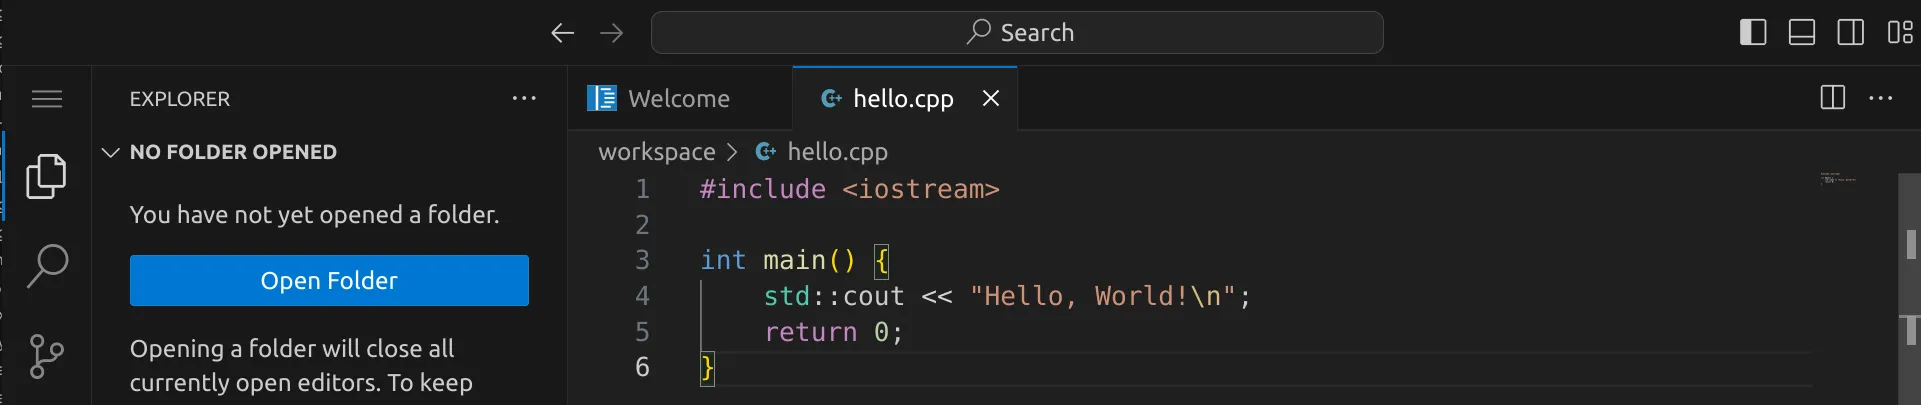 Search
EXPLORER
NO FOLDER OPENED
You have not yet opened a folder.
Open Folder
Opening a folder will close all
currently open editors. To keep
Welcome
hello.cpp
workspace > hello.cpp
1 #include <iostream>
2
3 int main() {
4     std::cout << "Hello, World!\n";
5     return 0;
6 }